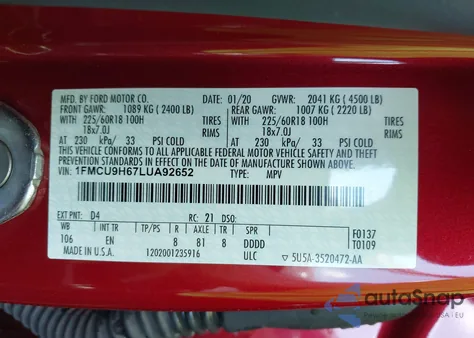 MFD. BY FORD MOTOR CO. 01/20 GVWR: 2041 KG ( 4500 LB)
FRONT GAWR: 1089 KG ( 2400 LB) REAR GAWR: 1007 KG ( 2220 LB)
WITH 225/60R18 100H TIRES WITH 225/60R18 100H TIRES
18x7.0J RIMS 18x7.0J RIMS
AT 230 kPa/ 33 PSI COLD AT 230 kPa/ 33 PSI COLD
THIS VEHICLE CONFORMS TO ALL APPLICABLE FEDERAL MOTOR VEHICLE SAFETY AND THEFT
PREVENTION STANDARDS IN EFFECT ON THE DATE OF MANUFACTURE SHOWN ABOVE.
VIN: 1FMCU9H67LUA92652 TYPE: MPV
EXT PNT: D4 RC: 21 DSO:
WB INT TR TP/PS R AXLE TR SPR F0137
106 EN 8 81 8 DDDD T0109
MADE IN U.S.A. 1202001235916 ULC ▽ 5U5A-3520472-AA
autoSnap